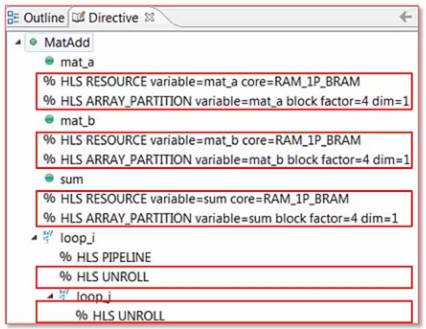 Outline Directive
MatAdd
mat_a
% HLS RESOURCE variable=mat_a core=RAM_1P_BRAM
% HLS ARRAY_PARTITION variable=mat_a block factor=4 dim=1
mat_b
% HLS RESOURCE variable=mat_b core=RAM_1P_BRAM
% HLS ARRAY_PARTITION variable=mat_b block factor=4 dim=1
sum
% HLS RESOURCE variable=sum core=RAM_1P_BRAM
% HLS ARRAY_PARTITION variable=sum block factor=4 dim=1
loop_i
% HLS PIPELINE
% HLS UNROLL
loop_j
% HLS UNROLL